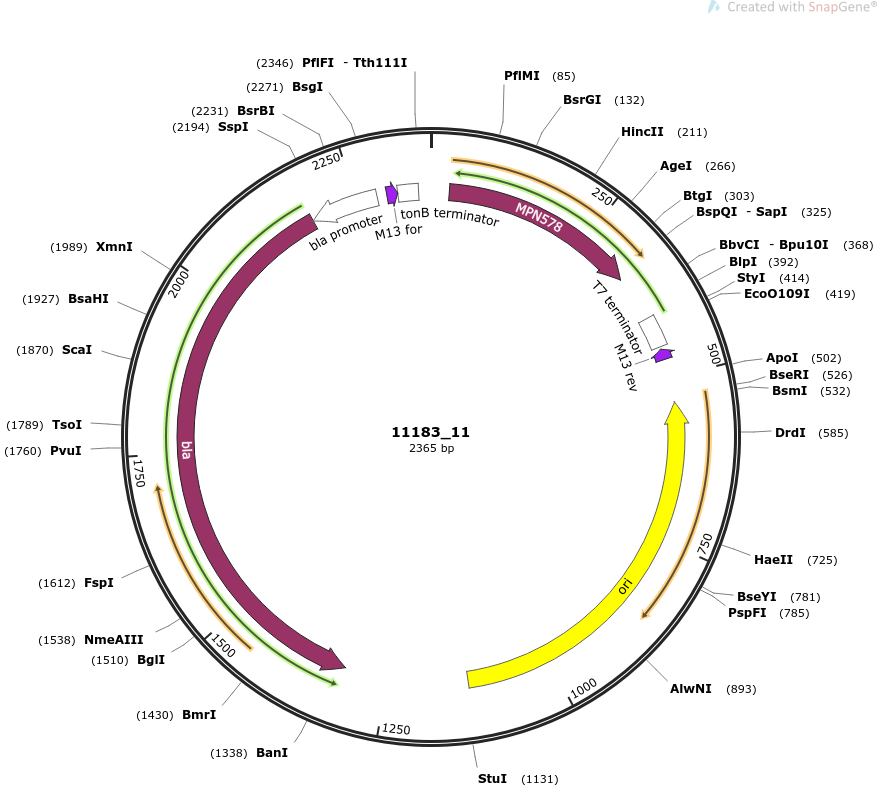 Created with SnapGene®
(2346) PflFI - Tth111I
(2271) BsgI
(2231) BsrBI
(2194) SspI
PflMI (85)
BsrGI (132)
HincII (211)
AgeI (266)
BtgI (303)
BspQI - SapI (325)
BbvCI - Bpu10I (368)
BlpI (392)
StyI (414)
EcoO109I (419)
ApoI (502)
BseRI (526)
BsmI (532)
DrdI (585)
HaeII (725)
BseYI (781)
PspFI (785)
AlwNI (893)
StuI (1131)
(1338) BanI
(1430) BmrI
(1510) BglI
(1538) NmeAIII
(1612) FspI
(1760) PvuI
(1789) TsoI
(1870) ScaI
(1927) BsaHI
(1989) XmnI
250
500
750
1000
1250
1500
1750
2000
2250
MPN578
T7 terminator
M13 rev
ori
bla
bla promoter
M13 for
tonB terminator
11183_11
2365 bp